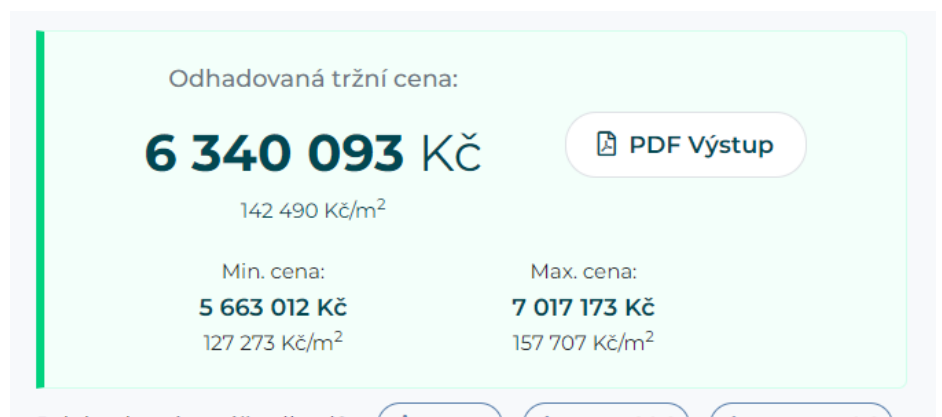 Odhadovaná tržní cena:
6 340 093 Kč
PDF Výstup
142 490 Kč/m²
Min. cena:
5 663 012 Kč
127 273 Kč/m²
Max. cena:
7 017 173 Kč
157 707 Kč/m²